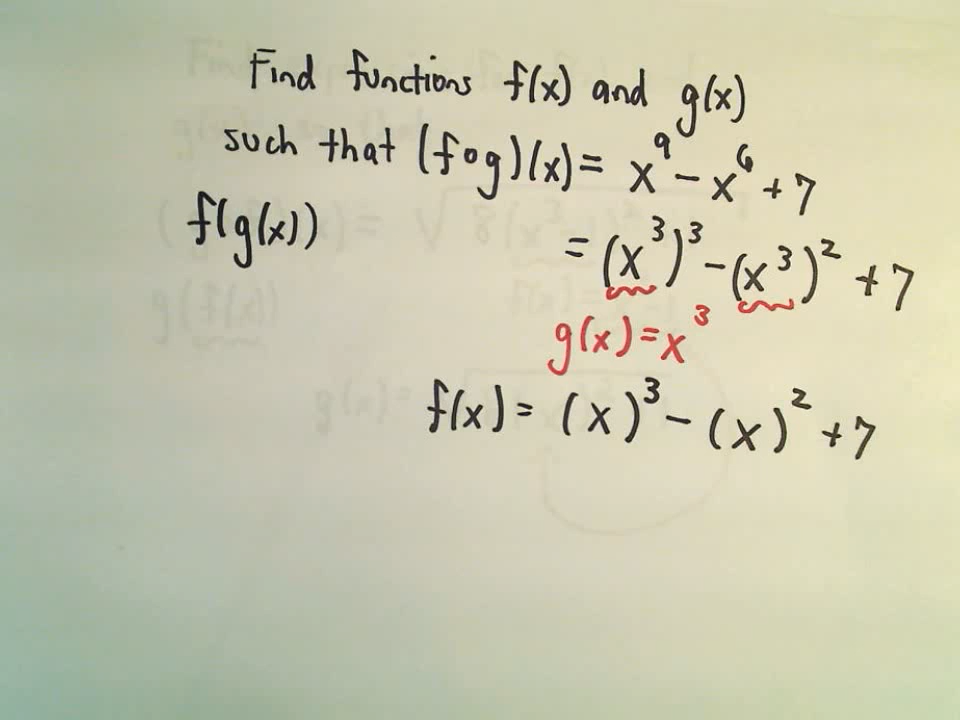 Find functions f(x) and g(x)
such that (f∘g)(x) = x⁹ − x⁶ + 7
f(g(x))
= (x³)³ − (x³)² + 7
g(x) = x³
f(x) = (x)³ − (x)² + 7